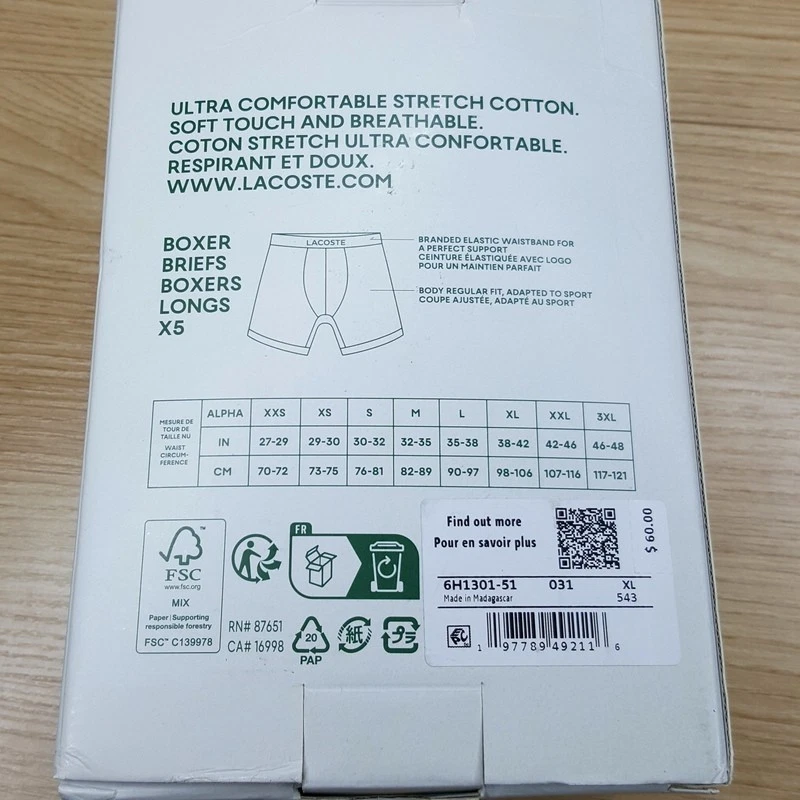 ULTRA COMFORTABLE STRETCH COTTON.
SOFT TOUCH AND BREATHABLE.
COTON STRETCH ULTRA CONFORTABLE.
RESPIRANT ET DOUX.
WWW.LACOSTE.COM
BOXER
BRIEFS
BOXERS
LONGS
X5
LACOSTE
BRANDED ELASTIC WAISTBAND FOR
A PERFECT SUPPORT
CEINTURE ÉLASTIQUÉE AVEC LOGO
POUR UN MAINTIEN PARFAIT
BODY REGULAR FIT, ADAPTED TO SPORT
COUPE AJUSTÉE, ADAPTÉ AU SPORT
MESURE DE
TOUR DE
TAILLE NU
WAIST
CIRCUM-
FERENCE
ALPHA XXS XS S M L XL XXL 3XL
IN 27-29 29-30 30-32 32-35 35-38 38-42 42-46 46-48
CM 70-72 73-75 76-81 82-89 90-97 98-106 107-116 117-121
FSC
www.fsc.org
MIX
Paper | Supporting
responsible forestry
FSC™ C139978
FR
RN# 87651
CA# 16998
20
PAP
紙
プラ
Find out more
Pour en savoir plus
$ 60.00
6H1301-51 031 XL
Made in Madagascar 543
1 97789 49211 6